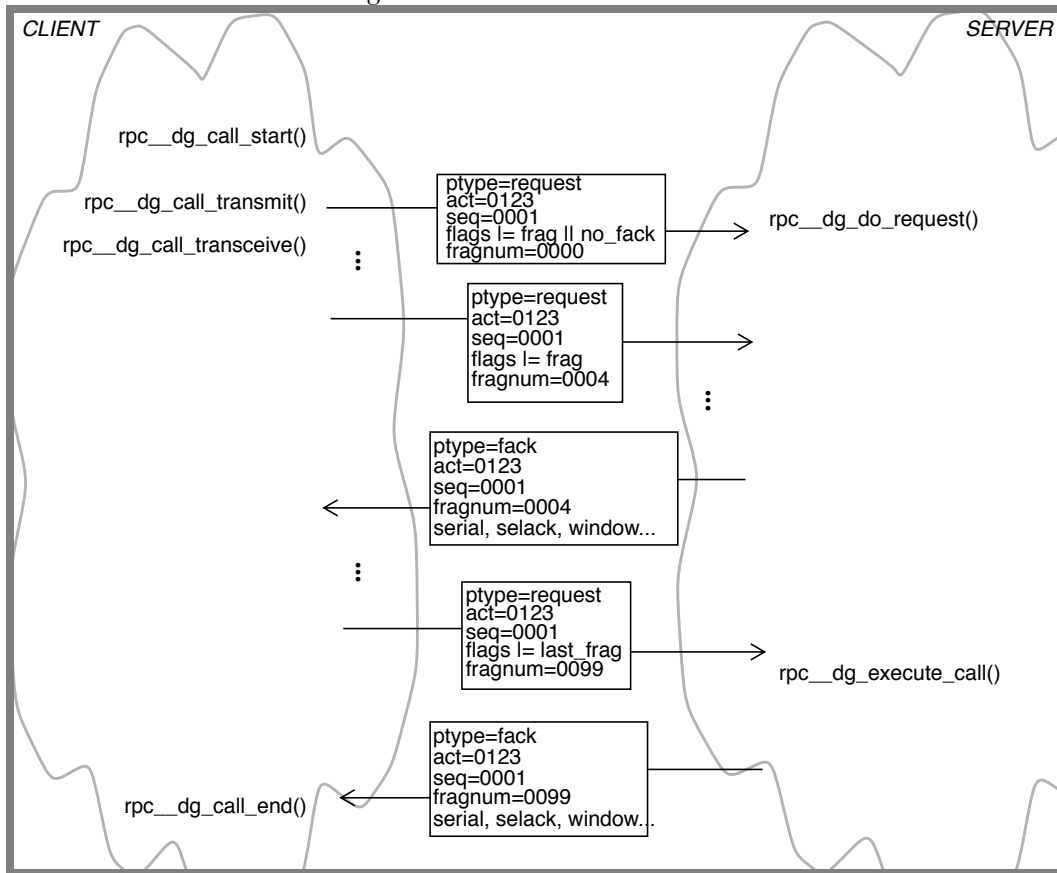 CLIENT
SERVER
rpc__dg_call_start()
ptype=request
act=0123
seq=0001
flags |= frag || no_fack
fragnum=0000
rpc__dg_call_transmit()
rpc__dg_do_request()
rpc__dg_call_transceive()
ptype=request
act=0123
seq=0001
flags |= frag
fragnum=0004
ptype=fack
act=0123
seq=0001
fragnum=0004
serial, selack, window...
ptype=request
act=0123
seq=0001
flags |= last_frag
fragnum=0099
rpc__dg_execute_call()
ptype=fack
act=0123
seq=0001
fragnum=0099
serial, selack, window...
rpc__dg_call_end()